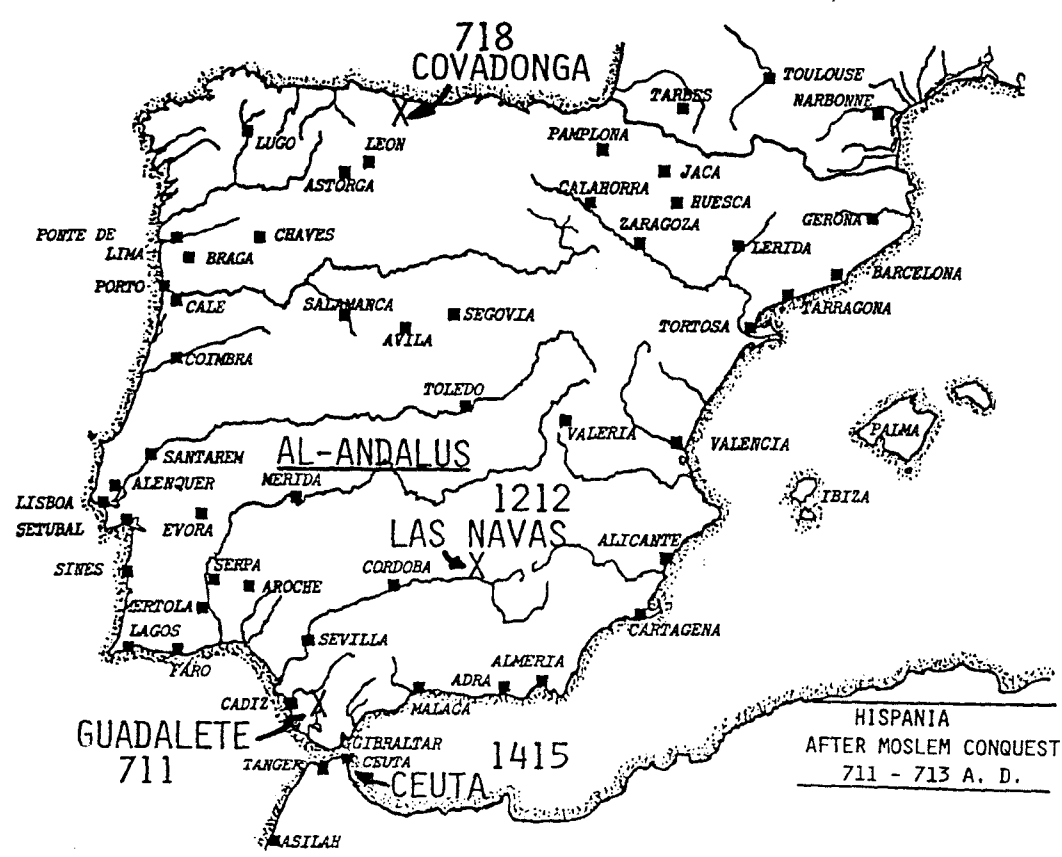 718
COVADONGA
TOULOUSE
TARBES
NARBONNE
LUGO
LEON
ASTORGA
PAMPLONA
JACA
CALAHORRA
HUESCA
ZARAGOZA
LERIDA
GERONA
PONTE DE
LIMA
CHAVES
BRAGA
BARCELONA
PORTO
CALE
SALAMANCA
SEGOVIA
AVILA
TARRAGONA
TORTOSA
COIMBRA
TOLEDO
VALERIA
VALENCIA
PALMA
SANTAREM
AL-ANDALUS
ALENQUER
MERIDA
LISBOA
SETUBAL
EVORA
1212
LAS NAVAS
IBIZA
ALICANTE
SINES
SERPA
AROCHE
CORDOBA
ERTOLA
LAGOS
FARO
SEVILLA
CARTAGENA
ALMERIA
ADRA
MALAGA
CADIZ
GUADALETE
711
GIBRALTAR
TANGER
CEUTA
CEUTA
1415
ASILAH
HISPANIA
AFTER MOSLEM CONQUEST
711 - 713 A. D.